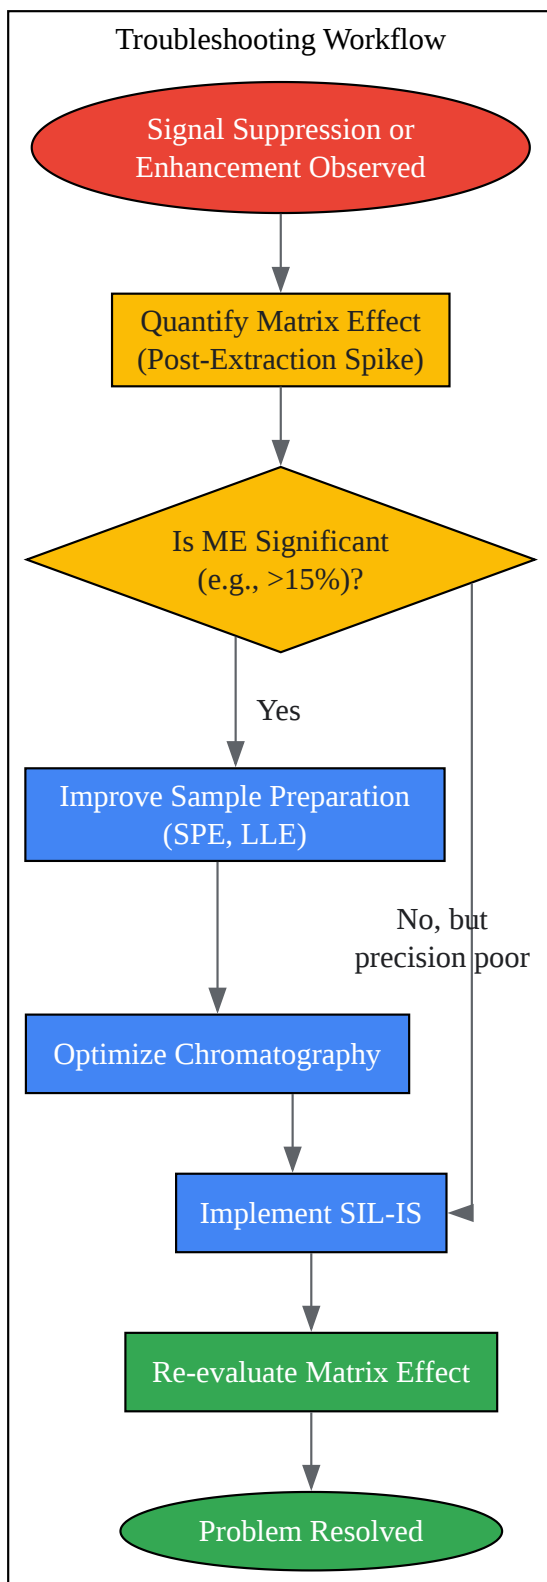 Troubleshooting Workflow
Signal Suppression or
Enhancement Observed
Quantify Matrix Effect
(Post-Extraction Spike)
Is ME Significant
(e.g., >15%)?
Yes
Improve Sample Preparation
(SPE, LLE)
No, but
precision poor
Optimize Chromatography
Implement SIL-IS
Re-evaluate Matrix Effect
Problem Resolved